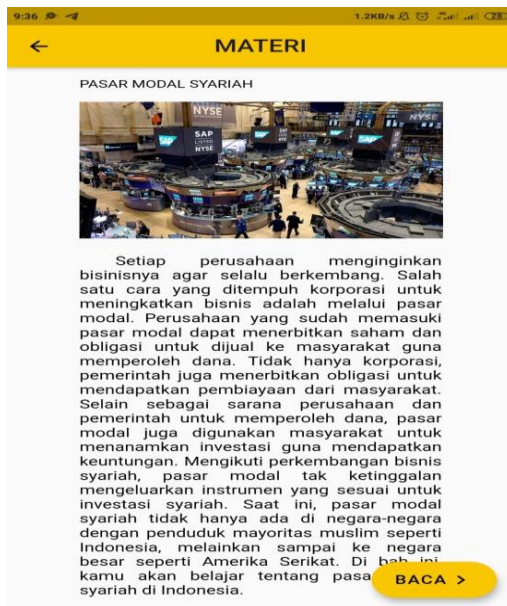 9:36
1.2KB/s
28
MATERI
PASAR MODAL SYARIAH
NYSE
NYSE
SAP
LISTED
NYSE
SAP
SAP
SAP
Setiap perusahaan menginginkan
bisinisnya agar selalu berkembang. Salah
satu cara yang ditempuh korporasi untuk
meningkatkan bisnis adalah melalui pasar
modal. Perusahaan yang sudah memasuki
pasar modal dapat menerbitkan saham dan
obligasi untuk dijual ke masyarakat guna
memperoleh dana. Tidak hanya korporasi,
pemerintah juga menerbitkan obligasi untuk
mendapatkan pembiayaan dari masyarakat.
Selain sebagai sarana perusahaan dan
pemerintah untuk memperoleh dana, pasar
modal juga digunakan masyarakat untuk
menanamkan investasi guna mendapatkan
keuntungan. Mengikuti perkembangan bisnis
syariah, pasar modal tak ketinggalan
mengeluarkan instrumen yang sesuai untuk
investasi syariah. Saat ini, pasar modal
syariah tidak hanya ada di negara-negara
dengan penduduk mayoritas muslim seperti
Indonesia, melainkan sampai ke negara
besar seperti Amerika Serikat. Di bab ini,
kamu akan belajar tentang pasa
syariah di Indonesia.
BACA >